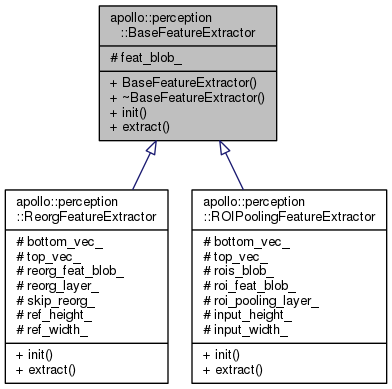 apollo::perception
::BaseFeatureExtractor
# feat_blob_
+ BaseFeatureExtractor()
+ ~BaseFeatureExtractor()
+ init()
+ extract()
apollo::perception
::ReorgFeatureExtractor
# bottom_vec_
# top_vec_
# reorg_feat_blob_
# reorg_layer_
# skip_reorg_
# ref_height_
# ref_width_
+ init()
+ extract()
apollo::perception
::ROIPoolingFeatureExtractor
# bottom_vec_
# top_vec_
# rois_blob_
# roi_feat_blob_
# roi_pooling_layer_
# input_height_
# input_width_
+ init()
+ extract()